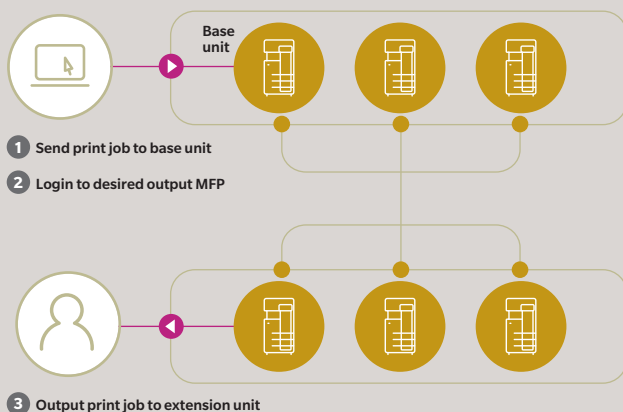 Base
unit
1 Send print job to base unit
2 Login to desired output MFP
3 Output print job to extension unit